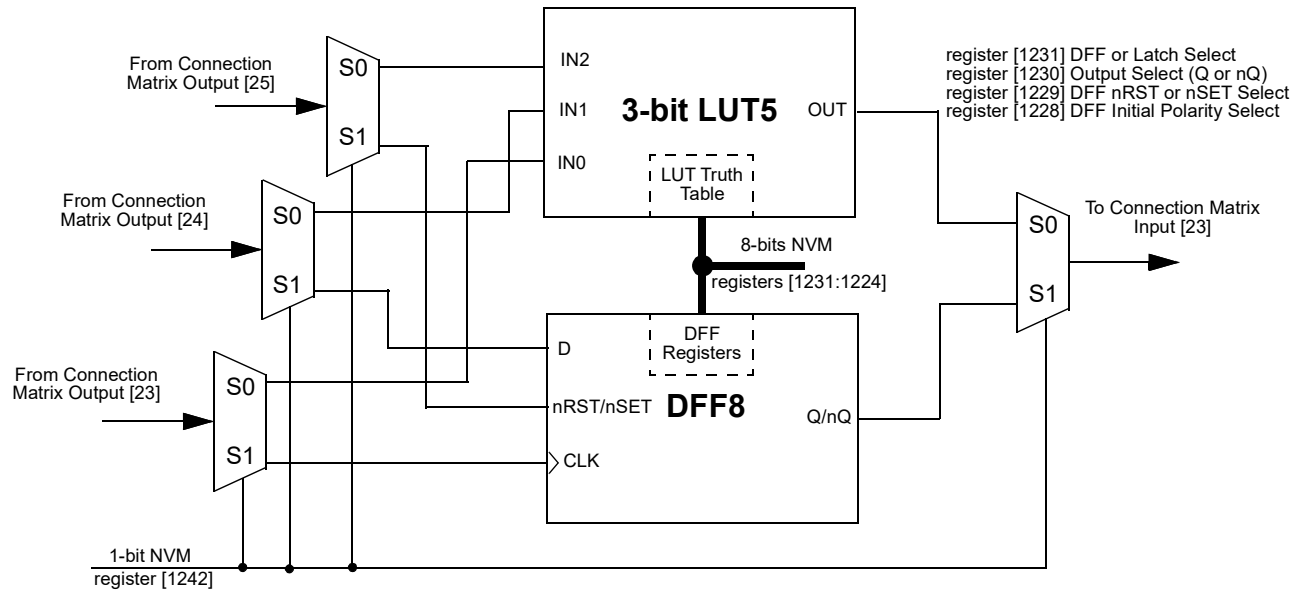 From Connection
Matrix Output [25]
S0
S1
IN2
IN1
IN0
3-bit LUT5
OUT
LUT Truth
Table
register [1231] DFF or Latch Select
register [1230] Output Select (Q or nQ)
register [1229] DFF nRST or nSET Select
register [1228] DFF Initial Polarity Select
From Connection
Matrix Output [24]
S0
S1
8-bits NVM
registers [1231:1224]
S0
S1
To Connection Matrix
Input [23]
From Connection
Matrix Output [23]
S0
S1
D
nRST/nSET
CLK
DFF
Registers
DFF8
Q/nQ
1-bit NVM
register [1242]